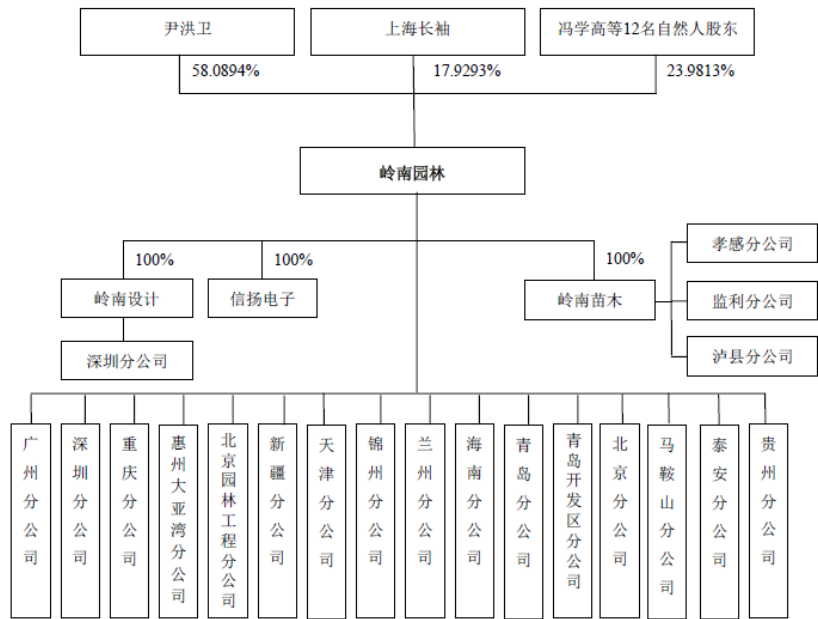 尹洪卫
上海长袖
冯学高等12名自然人股东
58.0894%
17.9293%
23.9813%
岭南园林
100%
100%
100%
岭南设计
信扬电子
岭南苗木
孝感分公司
监利分公司
泸县分公司
深圳分公司
广州分公司
深圳分公司
重庆分公司
惠州大亚湾分公司
北京园林工程分公司
新疆分公司
天津分公司
锦州分公司
兰州分公司
海南分公司
青岛分公司
青岛开发区分公司
北京分公司
马鞍山分公司
泰安分公司
贵州分公司